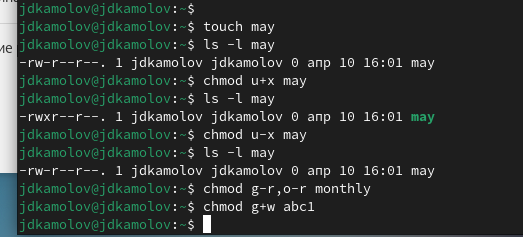 jdkamolov@jdkamolov:~$
jdkamolov@jdkamolov:~$ touch may
jdkamolov@jdkamolov:~$ ls -l may
-rw-r--r--. 1 jdkamolov jdkamolov 0 апр 10 16:01 may
jdkamolov@jdkamolov:~$ chmod u+x may
jdkamolov@jdkamolov:~$ ls -l may
-rwxr--r--. 1 jdkamolov jdkamolov 0 апр 10 16:01 may
jdkamolov@jdkamolov:~$ chmod u-x may
jdkamolov@jdkamolov:~$ ls -l may
-rw-r--r--. 1 jdkamolov jdkamolov 0 апр 10 16:01 may
jdkamolov@jdkamolov:~$ chmod g-r,o-r monthly
jdkamolov@jdkamolov:~$ chmod g+w abc1
jdkamolov@jdkamolov:~$